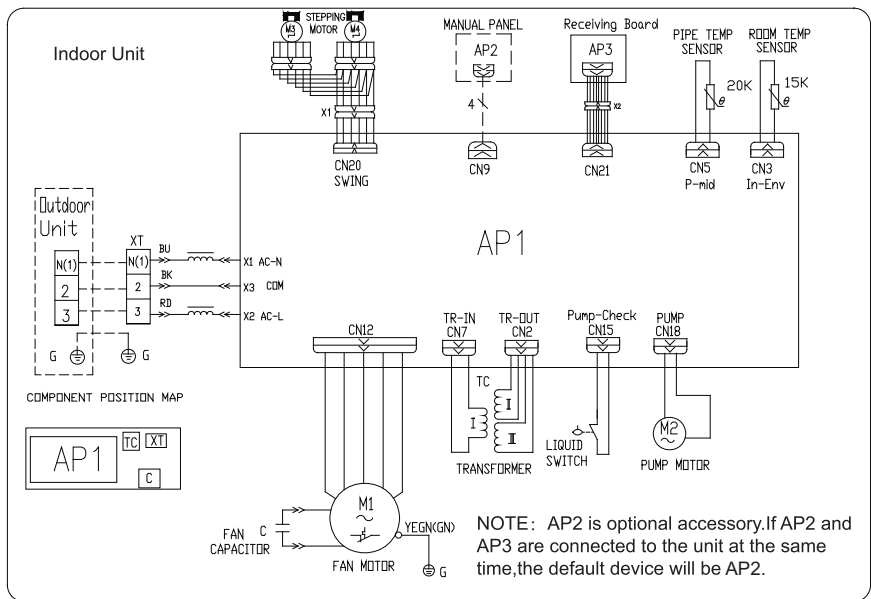 Indoor Unit
STEPPING
MOTOR
M3
M4
MANUAL PANEL
AP2
Receiving Board
AP3
PIPE TEMP
SENSOR
ROOM TEMP
SENSOR
20K
15K
θ
θ
4
X1
X2
CN20
SWING
CN9
CN21
CN5
P-mid
CN3
In-Env
Outdoor
Unit
XT
N(1)
N(1)
BU
X1 AC-N
2
2
BK
X3 COM
3
3
RD
X2 AC-L
G
G
AP1
CN12
TR-IN
CN7
TR-OUT
CN2
Pump-Check
CN15
PUMP
CN18
TC
I
I
II
TRANSFORMER
LIQUID
SWITCH
M2
PUMP MOTOR
COMPONENT POSITION MAP
AP1
TC
XT
C
M1
FAN
CAPACITOR
C
FAN MOTOR
YEGN(GN)
G
NOTE: AP2 is optional accessory.If AP2 and
AP3 are connected to the unit at the same
time,the default device will be AP2.